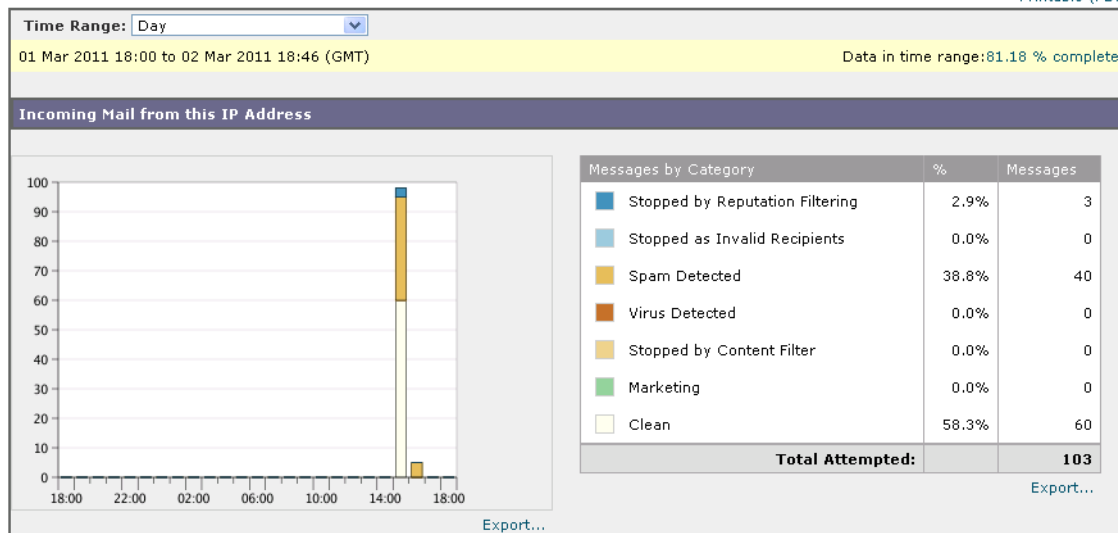 Time Range: Day
01 Mar 2011 18:00 to 02 Mar 2011 18:46 (GMT) Data in time range:81.18 % complete
Incoming Mail from this IP Address
100
90
80
70
60
50
40
30
20
10
0
18:00 22:00 02:00 06:00 10:00 14:00 18:00
Export...
Messages by Category % Messages
Stopped by Reputation Filtering 2.9% 3
Stopped as Invalid Recipients 0.0% 0
Spam Detected 38.8% 40
Virus Detected 0.0% 0
Stopped by Content Filter 0.0% 0
Marketing 0.0% 0
Clean 58.3% 60
Total Attempted: 103
Export...